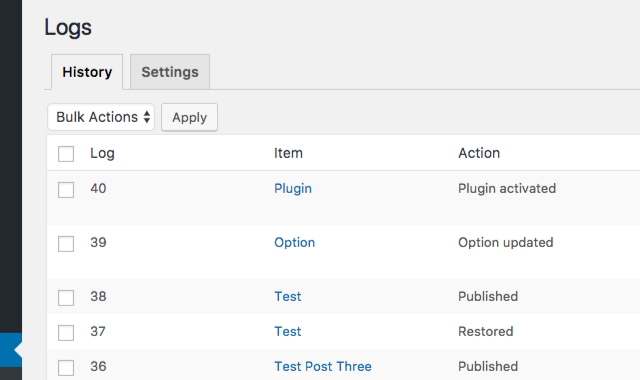 Logs
History Settings
Bulk Actions Apply
Log Item Action
40 Plugin Plugin activated
39 Option Option updated
38 Test Published
37 Test Restored
36 Test Post Three Published